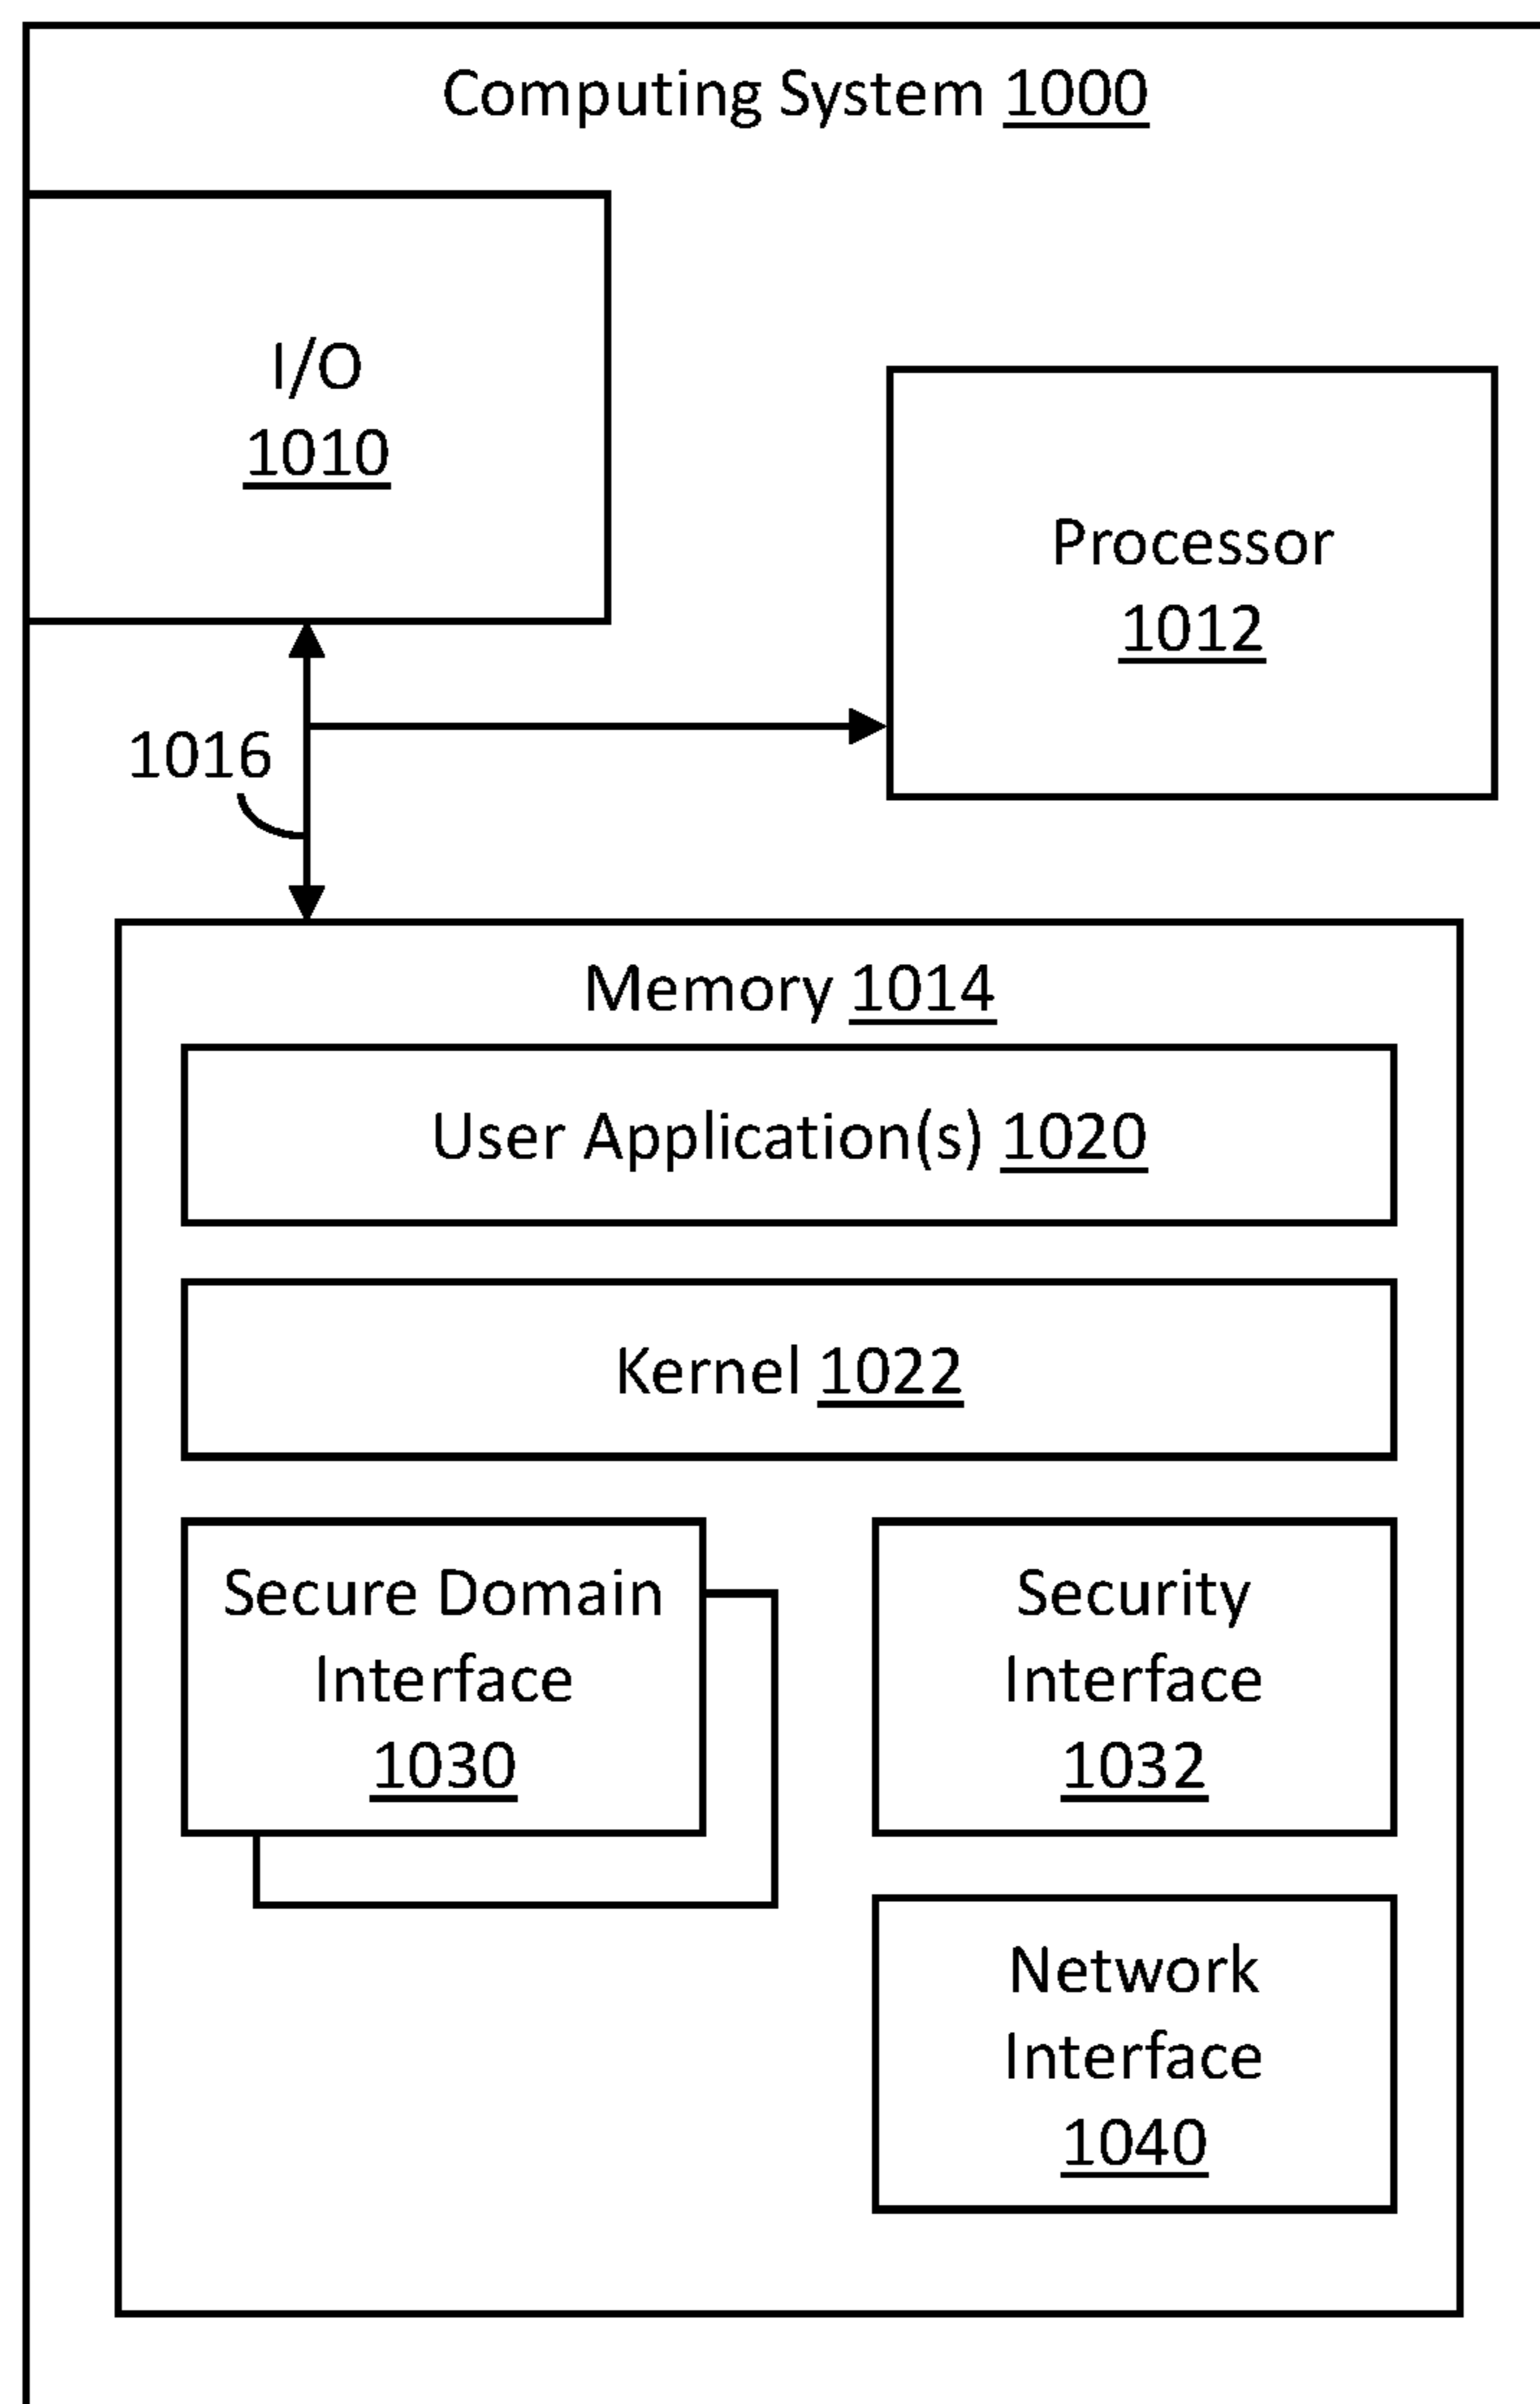 Computing System 1000
I/O
1010
Processor
1012
1016
Memory 1014
User Application(s) 1020
Kernel 1022
Secure Domain
Interface
1030
Security
Interface
1032
Network
Interface
1040